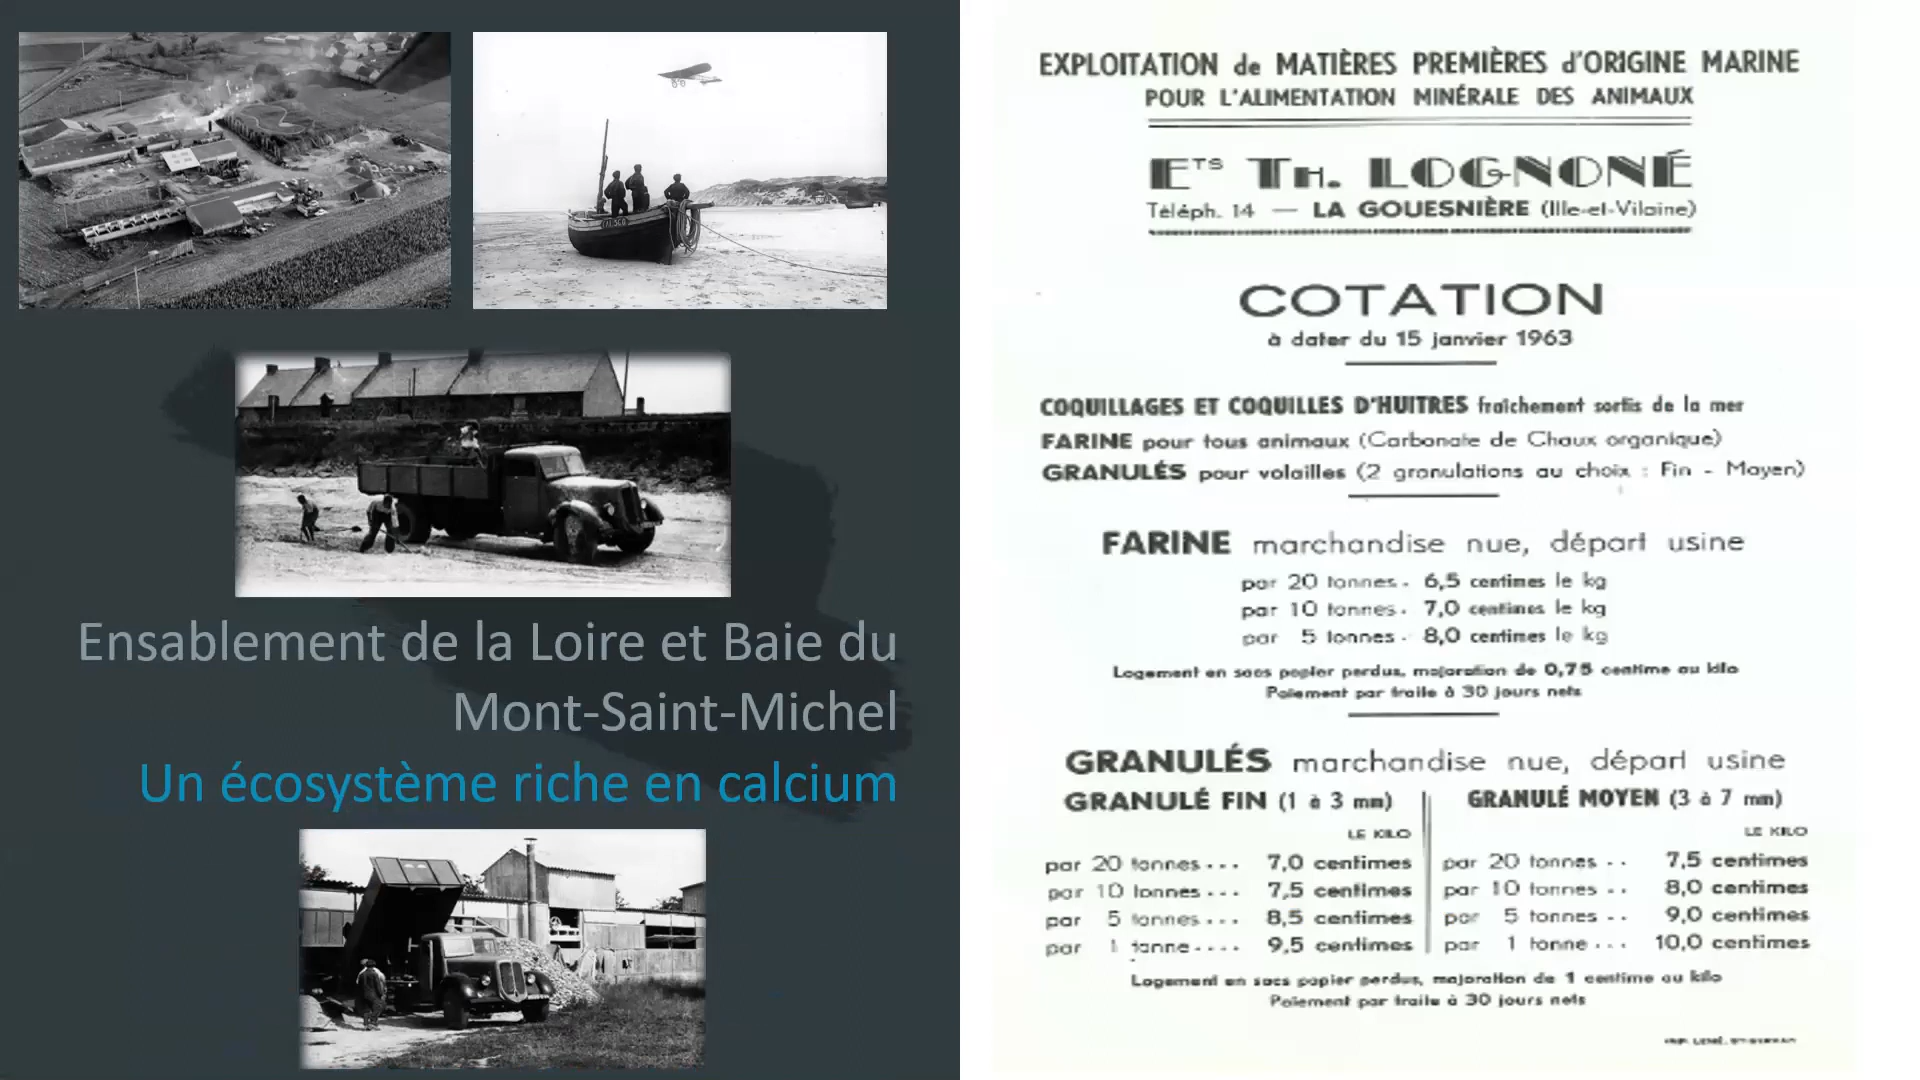 Ensablement de la Loire et Baie du
Mont-Saint-Michel
Un écosystème riche en calcium
EXPLOITATION de MATIÈRES PREMIÈRES d'ORIGINE MARINE
POUR L'ALIMENTATION MINÉRALE DES ANIMAUX
ETS TH. LOGNONÉ
Téléph. 14 — LA GOUESNIÈRE (Ille-et-Vilaine)
COTATION
à dater du 15 janvier 1963
COQUILLAGES ET COQUILLES D'HUITRES fraîchement sortis de la mer
FARINE pour tous animaux (Carbonate de Chaux organique)
GRANULÉS pour volailles (2 granulations au choix : Fin - Moyen)
FARINE marchandise nue, départ usine
par 20 tonnes. 6,5 centimes le kg
par 10 tonnes. 7,0 centimes le kg
par 5 tonnes. 8,0 centimes le kg
Logement en sacs papier perdus, majoration de 0,75 centime au kilo
Paiement par traite à 30 jours nets
GRANULÉS marchandise nue, départ usine
GRANULÉ FIN (1 à 3 mm)
LE KILO
par 20 tonnes... 7,0 centimes
par 10 tonnes... 7,5 centimes
par 5 tonnes... 8,5 centimes
par 1 tonne.... 9,5 centimes
GRANULÉ MOYEN (3 à 7 mm)
LE KILO
par 20 tonnes .. 7,5 centimes
par 10 tonnes .. 8,0 centimes
par 5 tonnes .. 9,0 centimes
par 1 tonne ... 10,0 centimes
Logement en sacs papier perdus, majoration de 1 centime au kilo
Paiement par traite à 30 jours nets